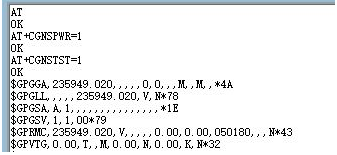 AT
OK
AT+CGNSPWR=1
OK
AT+CGNSTST=1
OK
$GPGGA,235949.020,,,,,0,0,,,M,,M,,*4A
$GPGLL,,,,,235949.020,V,N*78
$GPGSA,A,1,,,,,,,,,,,,,,,*1E
$GPGSV,1,1,00*79
$GPRMC,235949.020,V,,,,,0.00,0.00,050180,,,N*43
$GPVTG,0.00,T,,M,0.00,N,0.00,K,N*32